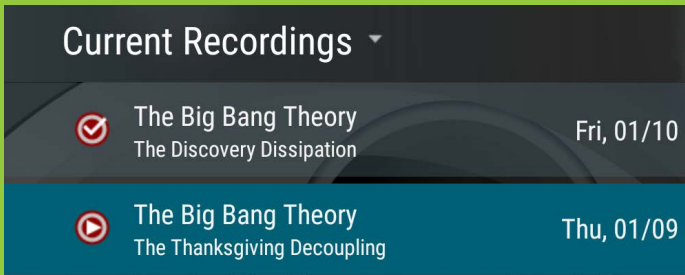 Current Recordings
The Big Bang Theory
The Discovery Dissipation
Fri, 01/10
The Big Bang Theory
The Thanksgiving Decoupling
Thu, 01/09